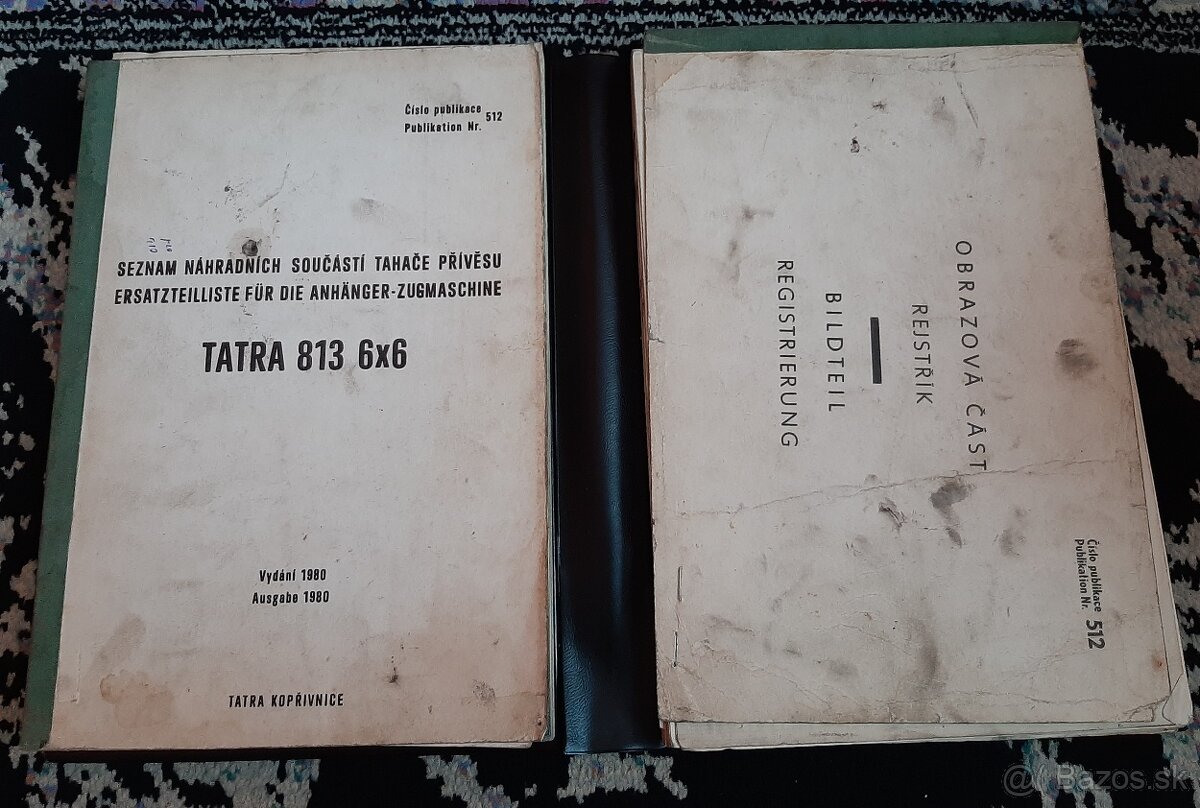 Číslo publikace
Publikation Nr. 512
SEZNAM NÁHRADNÍCH SOUČÁSTÍ TAHAČE PŘÍVĚSU
ERSATZTEILLISTE FÜR DIE ANHÄNGER-ZUGMASCHINE
TATRA 813 6x6
Vydání 1980
Ausgabe 1980
TATRA KOPŘIVNICE
OBRAZOVÁ ČÁST
REJSTŘÍK
BILDTEIL
REGISTRIERUNG
Číslo publikace
Publikation Nr. 512
Bazos.sk